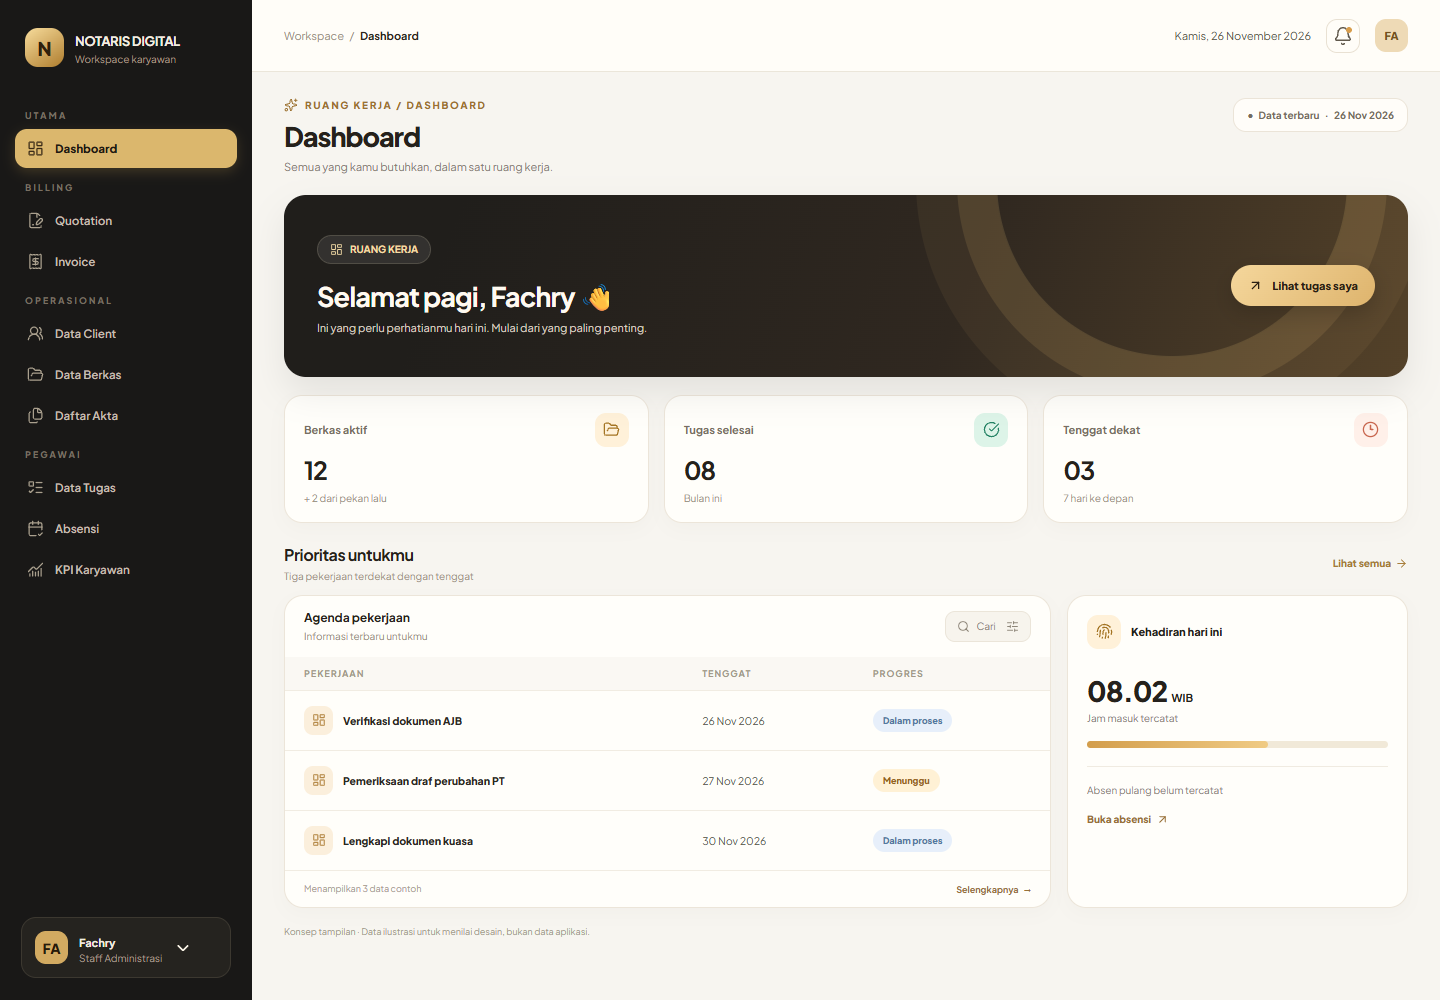 N
NOTARIS DIGITAL
Workspace karyawan
UTAMA
Dashboard
BILLING
Quotation
Invoice
OPERASIONAL
Data Client
Data Berkas
Daftar Akta
PEGAWAI
Data Tugas
Absensi
KPI Karyawan
FA
Fachry
Staff Administrasi
Workspace / Dashboard
Kamis, 26 November 2026
FA
RUANG KERJA / DASHBOARD
Dashboard
Semua yang kamu butuhkan, dalam satu ruang kerja.
• Data terbaru · 26 Nov 2026
RUANG KERJA
Selamat pagi, Fachry 👋
Ini yang perlu perhatianmu hari ini. Mulai dari yang paling penting.
Lihat tugas saya
Berkas aktif
12
+ 2 dari pekan lalu
Tugas selesai
08
Bulan ini
Tenggat dekat
03
7 hari ke depan
Prioritas untukmu
Tiga pekerjaan terdekat dengan tenggat
Lihat semua →
Agenda pekerjaan
Informasi terbaru untukmu
Cari
PEKERJAAN TENGGAT PROGRES
Verifikasi dokumen AJB 26 Nov 2026 Dalam proses
Pemeriksaan draf perubahan PT 27 Nov 2026 Menunggu
Lengkapi dokumen kuasa 30 Nov 2026 Dalam proses
Menampilkan 3 data contoh
Selengkapnya →
Kehadiran hari ini
08.02 WIB
Jam masuk tercatat
Absen pulang belum tercatat
Buka absensi
Konsep tampilan · Data ilustrasi untuk menilai desain, bukan data aplikasi.